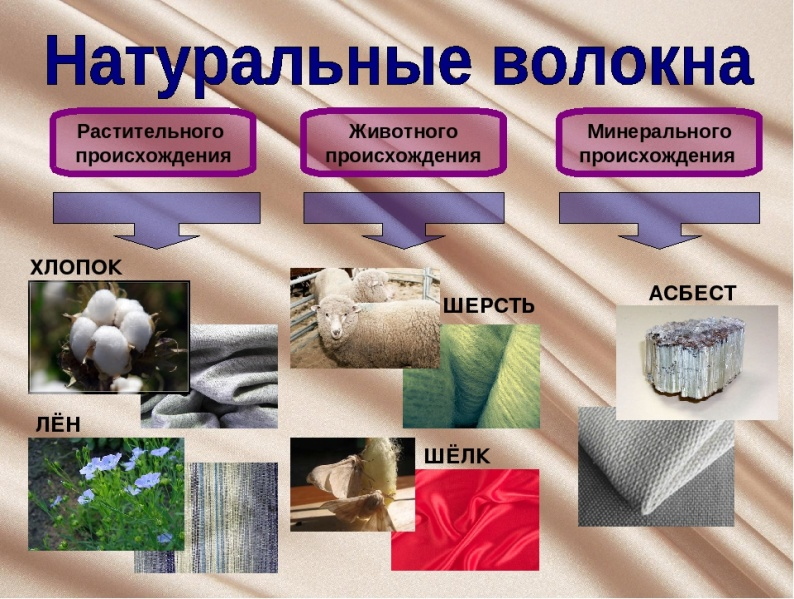 Натуральные волокна
Растительного
происхождения
Животного
происхождения
Минерального
происхождения
ХЛОПОК
ШЕРСТЬ
АСБЕСТ
ЛЁН
ШЁЛК